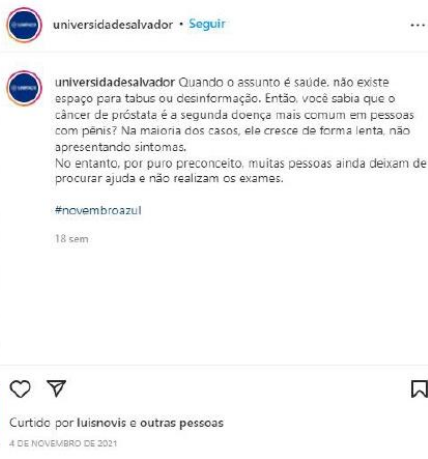 universidadesalvador • Seguir
universidadesalvador Quando o assunto é saúde, não existe
espaço para tabus ou desinformação. Então, você sabia que o
câncer de próstata é a segunda doença mais comum em pessoas
com pênis? Na maioria dos casos, ele cresce de forma lenta, não
apresentando sintomas.
No entanto, por puro preconceito, muitas pessoas ainda deixam de
procurar ajuda e não realizam os exames.
#novembroazul
18 sem
Curtido por luisnovis e outras pessoas
4 DE NOVEMBRO DE 2021